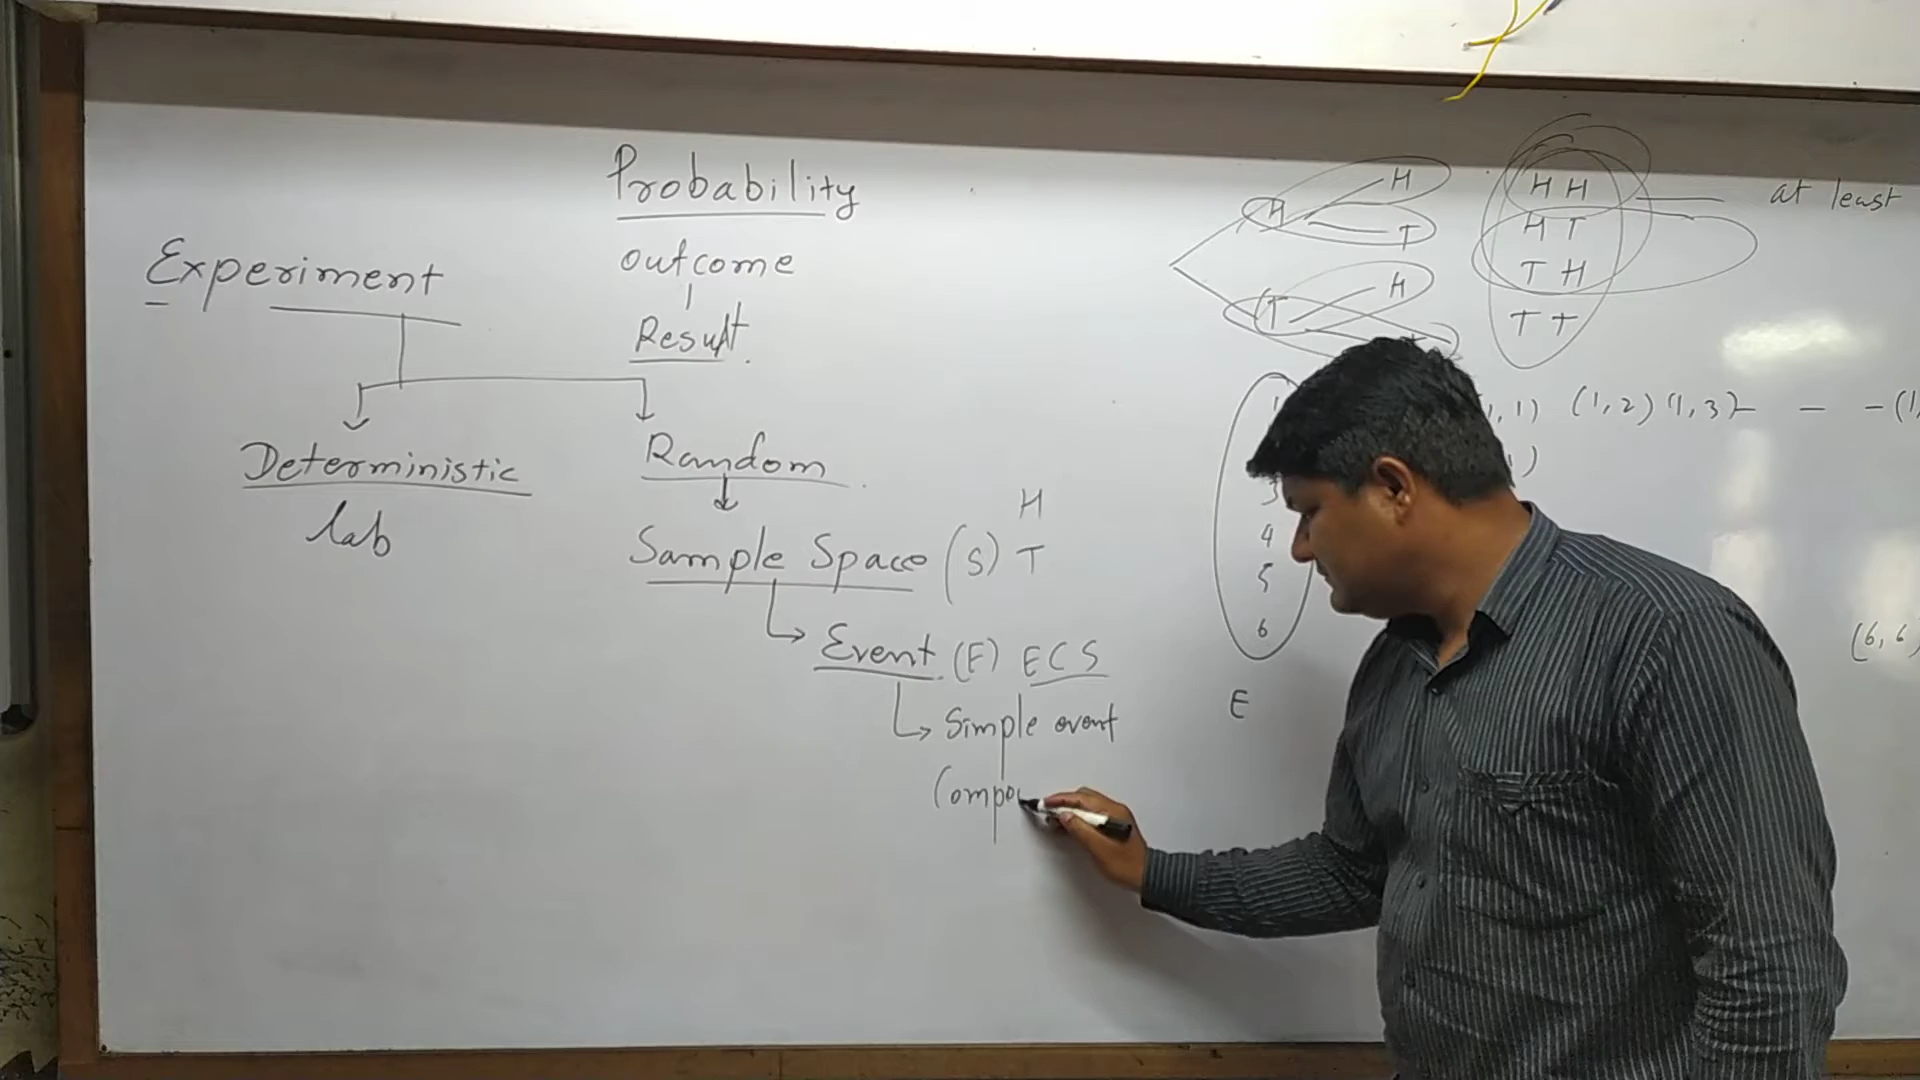 Probability
outcome
Result.
Experiment
Deterministic
lab
Random
Sample Space (S)
H
T
Event (E) ECS
Simple event
Compo
H
H
T
T
H
HH
HT
TH
TT
at least
4
5
6
E
(1,2) (1,3) - - -
(6,6)